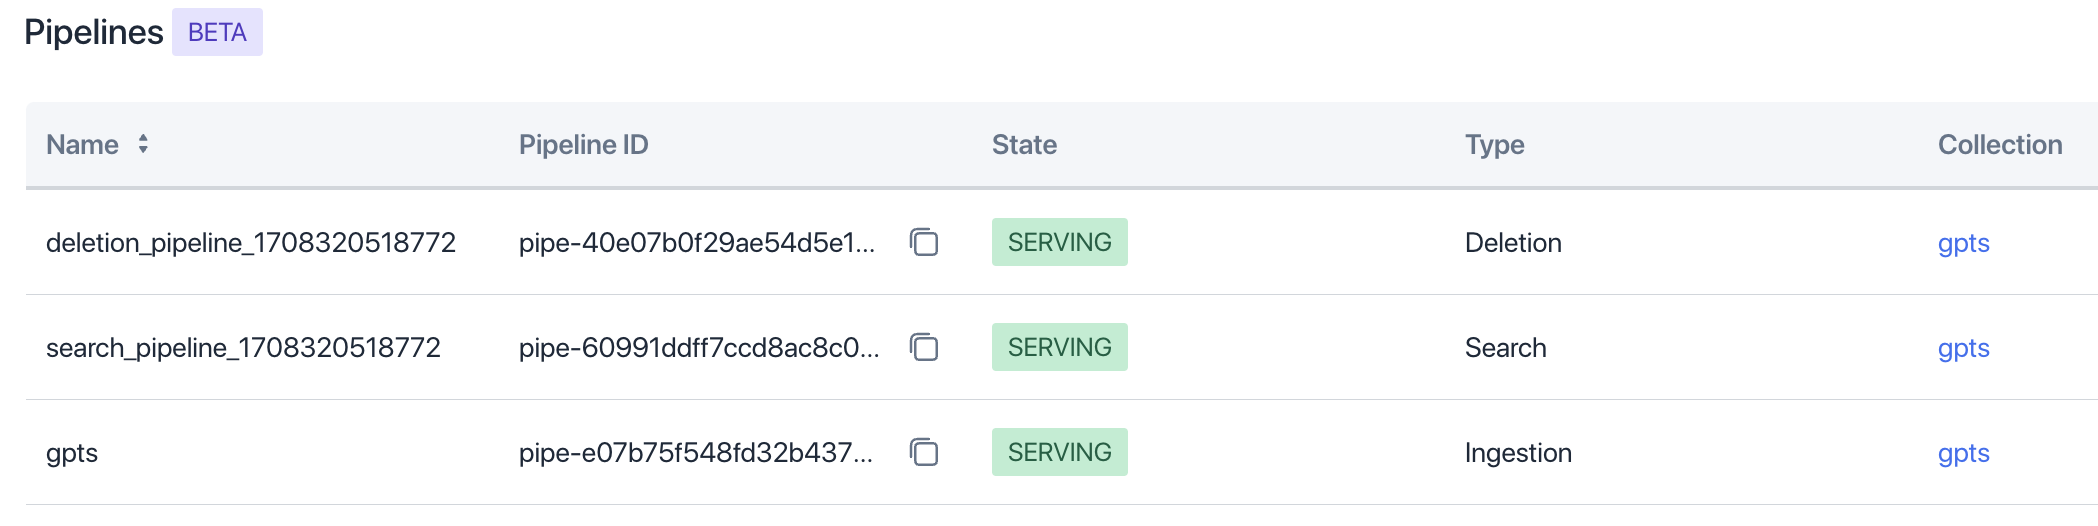 Pipelines BETA
Name Pipeline ID State Type Collection
deletion_pipeline_1708320518772 pipe-40e07b0f29ae54d5e1... SERVING Deletion gpts
search_pipeline_1708320518772 pipe-60991ddff7ccd8ac8c0... SERVING Search gpts
gpts pipe-e07b75f548fd32b437... SERVING Ingestion gpts